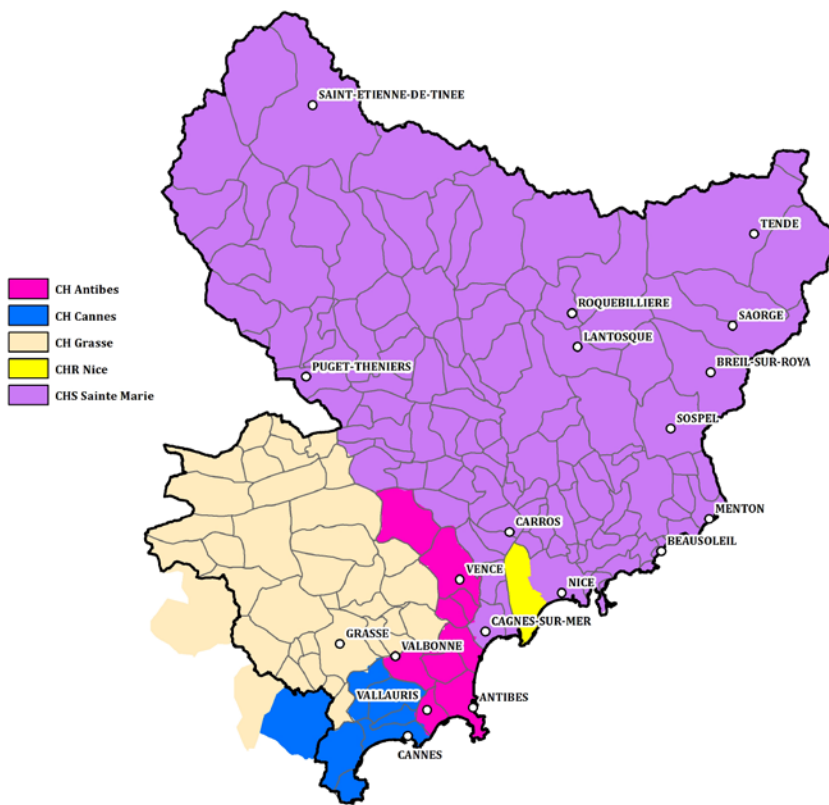 SAINT-ETIENNE-DE-TINEE
TENDE
CH Antibes
CH Cannes
CH Grasse
CHR Nice
CHS Sainte Marie
ROQUEBILLIERE
SAORGE
LANTOSQUE
PUGET-THENIERS
BREIL-SUR-ROYA
SOSPEL
MENTON
CARROS
BEAUSOLEIL
VENCE
NICE
CAGNES-SUR-MER
GRASSE
VALBONNE
VALLAURIS
ANTIBES
CANNES